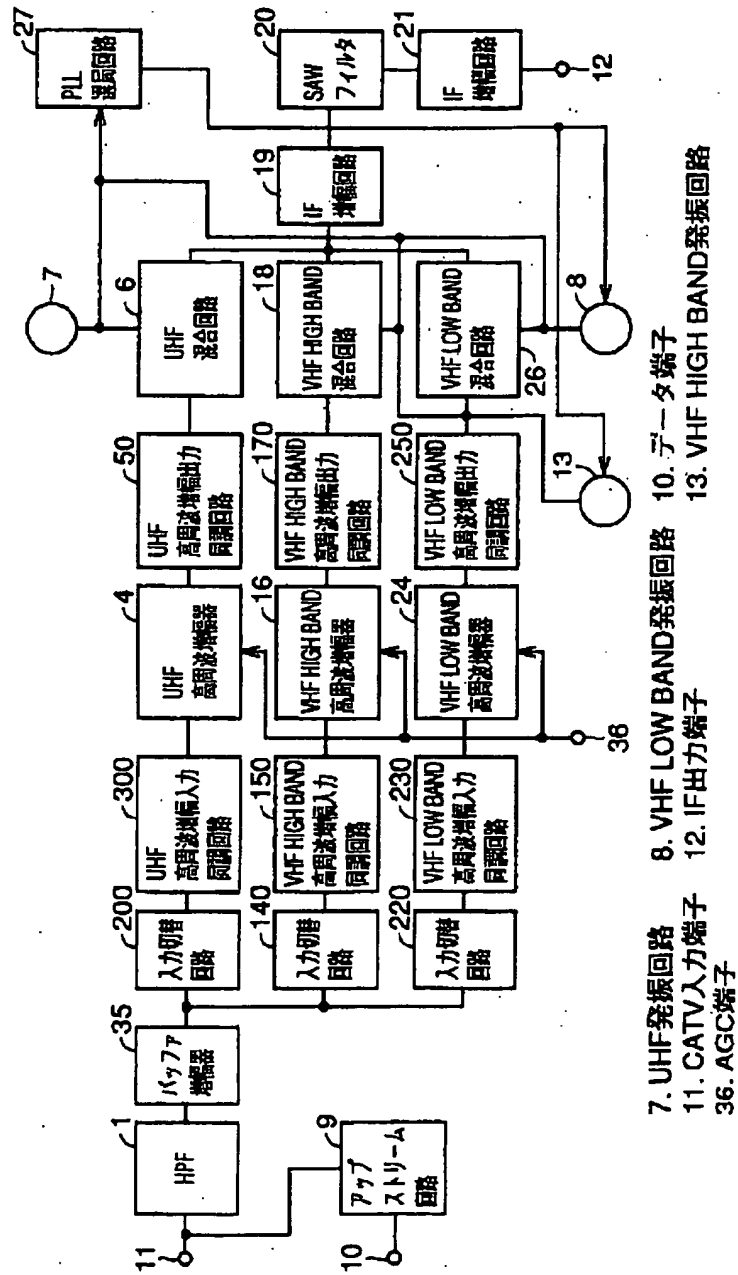 7
27
PLL
選局回路
6
UHF
混合回路
50
UHF
高周波増幅出力
同調回路
4
UHF
高周波増幅器
300
UHF
高周波増幅入力
同調回路
200
入力切替
回路
35
バッファ
増幅器
1
HPF
11
19
IF
増幅回路
20
SAW
フィルタ
21
IF
増幅回路
12
18
VHF HIGH BAND
混合回路
170
VHF HIGH BAND
高周波増幅出力
同調回路
16
VHF HIGH BAND
高周波増幅器
150
VHF HIGH BAND
高周波増幅入力
同調回路
140
入力切替
回路
9
アップ
ストリーム
回路
10
VHF LOW BAND
混合回路
26
8
250
VHF LOW BAND
高周波増幅出力
同調回路
13
24
VHF LOW BAND
高周波増幅器
230
VHF LOW BAND
高周波増幅入力
同調回路
220
入力切替
回路
36
7. UHF発振回路 8. VHF LOW BAND発振回路 10. データ端子
11. CATV入力端子 12. IF出力端子 13. VHF HIGH BAND発振回路
36. AGC端子